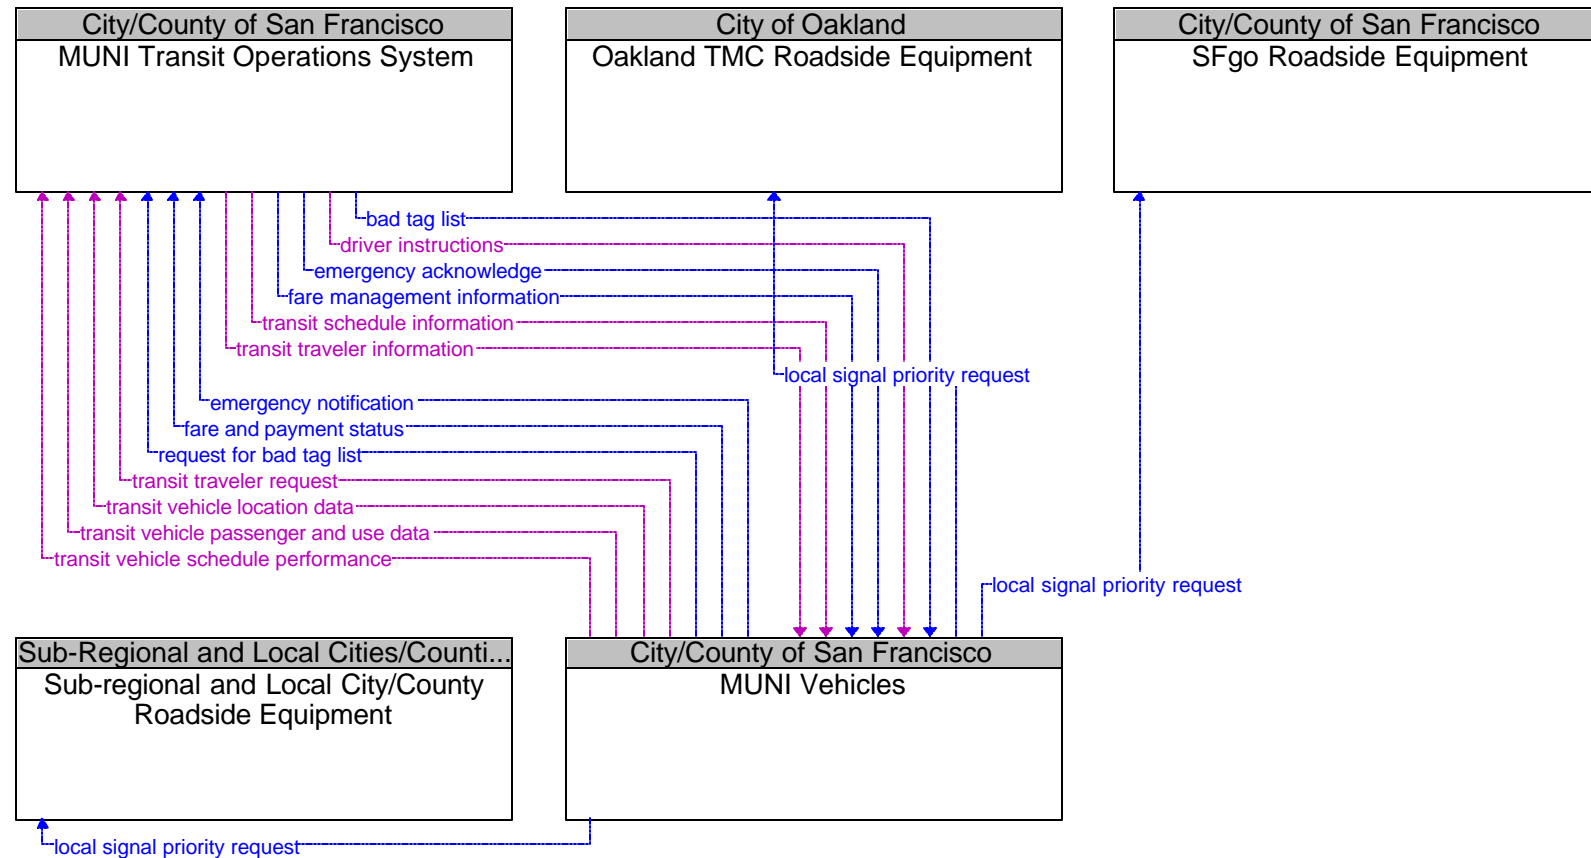 City/County of San Francisco
MUNI Transit Operations System
City of Oakland
Oakland TMC Roadside Equipment
City/County of San Francisco
SFgo Roadside Equipment
bad tag list
driver instructions
emergency acknowledge
fare management information
transit schedule information
transit traveler information
local signal priority request
emergency notification
fare and payment status
request for bad tag list
transit traveler request
transit vehicle location data
transit vehicle passenger and use data
transit vehicle schedule performance
local signal priority request
Sub-Regional and Local Cities/Counti...
Sub-regional and Local City/County
Roadside Equipment
City/County of San Francisco
MUNI Vehicles
local signal priority request